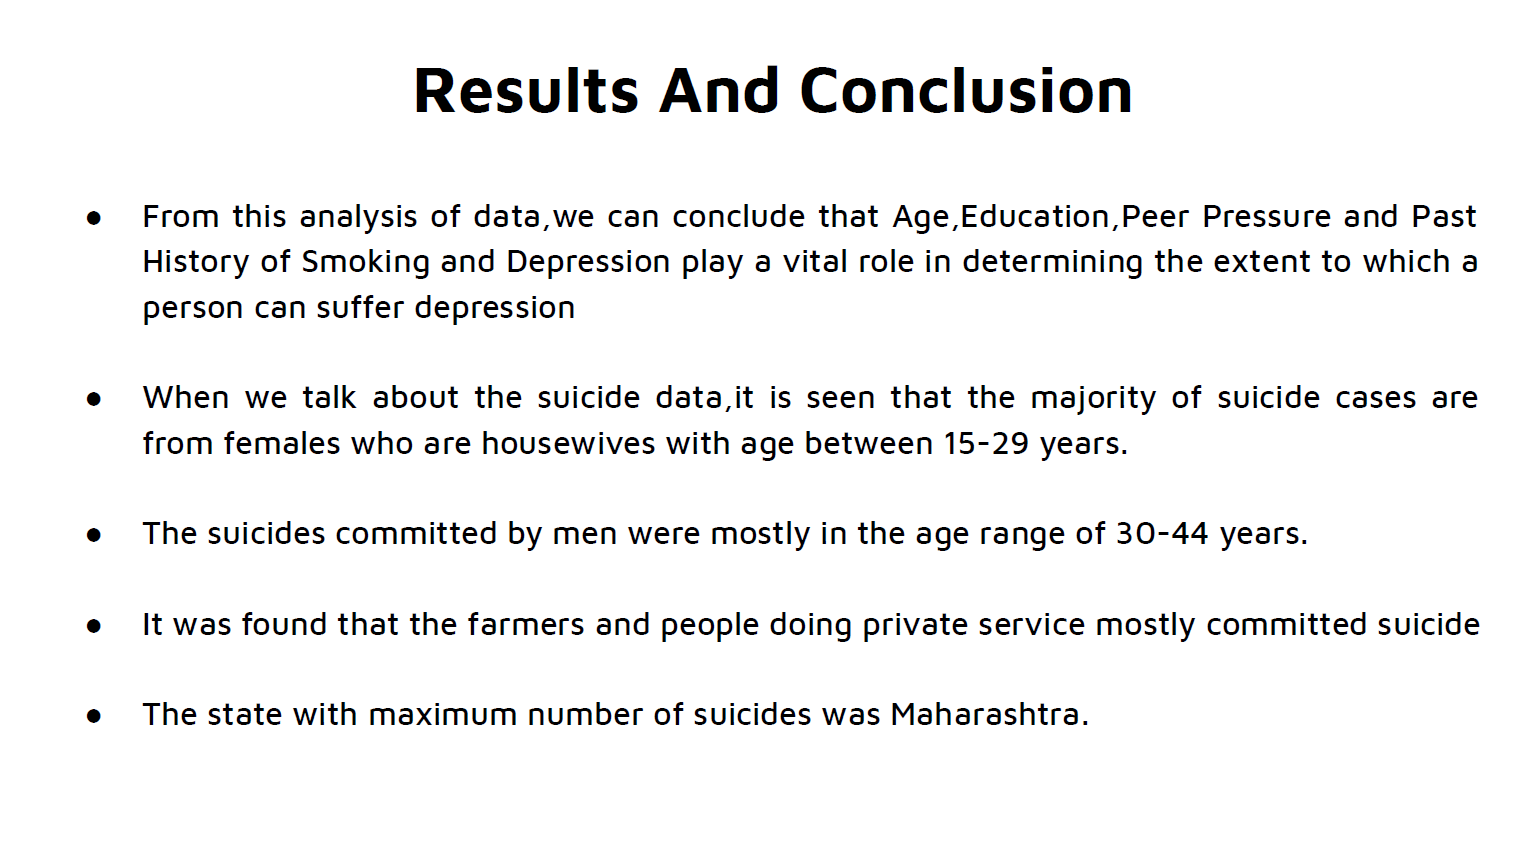 Results And Conclusion
● From this analysis of data,we can conclude that Age,Education,Peer Pressure and Past
History of Smoking and Depression play a vital role in determining the extent to which a
person can suffer depression
● When we talk about the suicide data,it is seen that the majority of suicide cases are
from females who are housewives with age between 15-29 years.
● The suicides committed by men were mostly in the age range of 30-44 years.
● It was found that the farmers and people doing private service mostly committed suicide
● The state with maximum number of suicides was Maharashtra.